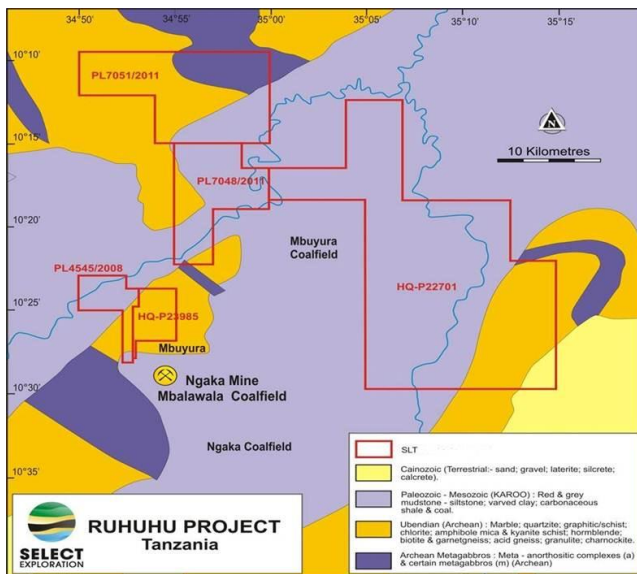 34°50' 34°55' 35°00' 35°05' 35°10' 35°15'
10°10'
PL7051/2011
N
10°15'
10 Kilometres
PL7048/2011
10°20'
Mbuyura
Coalfield
PL4545/2008
HQ-P22701
10°25'
HQ-P23985
Mbuyura
Ngaka Mine
Mbalawala Coalfield
10°30'
Ngaka Coalfield
10°35'
SLT
Cainozoic (Terrestrial:- sand; gravel; laterite; silcrete;
calcrete).
Paleozoic - Mesozoic (KAROO) : Red & grey
mudstone - siltstone; varved clay; carbonaceous
shale & coal.
Ubendian (Archean) : Marble; quartzite; graphitic/schist;
chlorite; amphibole mica & kyanite schist; hormblende;
biotite & garnetgneiss; acid gneiss; granulite; charnockite.
Archean Metagabbros : Meta - anorthositic complexes (a)
& certain metagabbros (m) (Archean)
SELECT
EXPLORATION
RUHUHU PROJECT
Tanzania